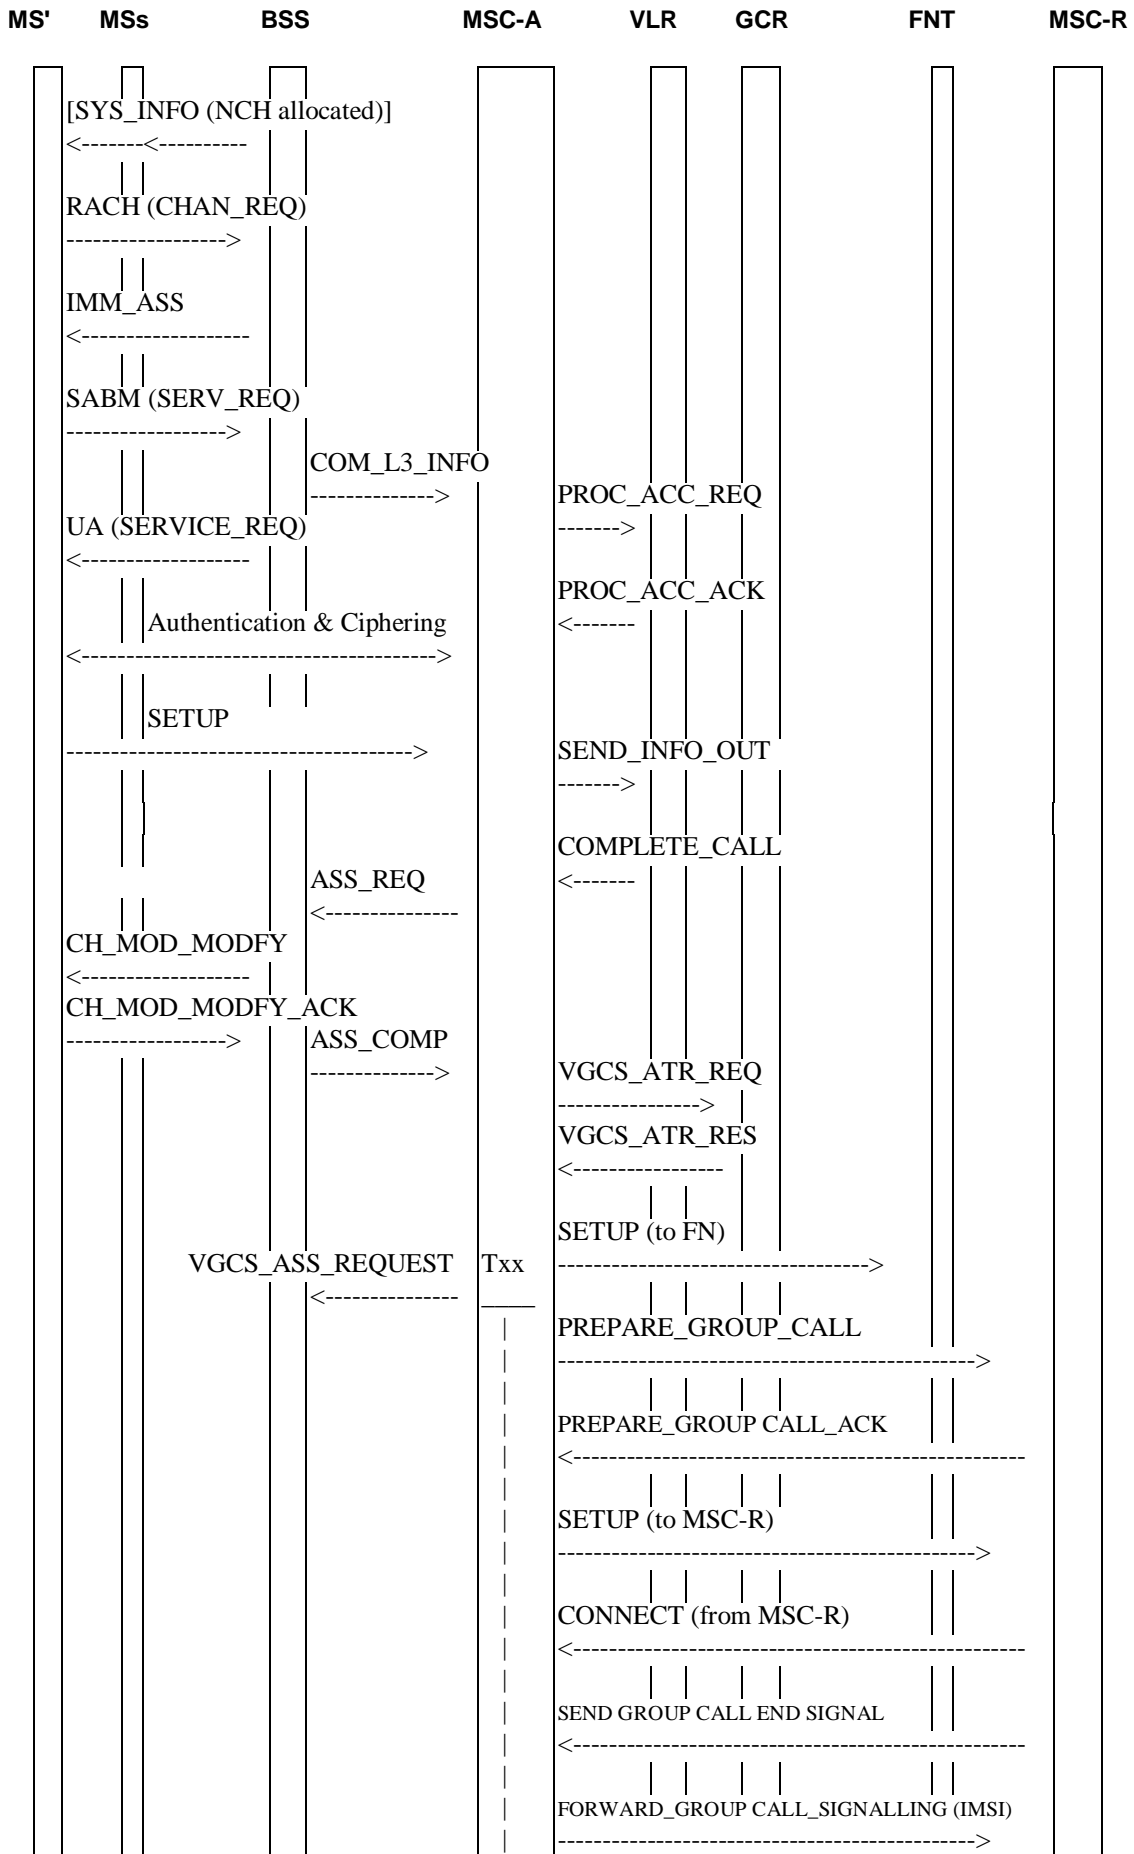 MS' MSs BSS MSC-A VLR GCR FNT MSC-R
[SYS_INFO (NCH allocated)]
<-------<----------
RACH (CHAN_REQ)
------------------>
IMM_ASS
<-------------------
SABM (SERV_REQ)
------------------>
COM_L3_INFO
-------------->
PROC_ACC_REQ
------->
UA (SERVICE_REQ)
<-------------------
PROC_ACC_ACK
<-------
Authentication & Ciphering
<---------------------------------------->
SETUP
--------------------------------------->
SEND_INFO_OUT
------->
COMPLETE_CALL
<-------
ASS_REQ
<---------------
CH_MOD_MODFY
<-------------------
CH_MOD_MODFY_ACK
------------------>
ASS_COMP
-------------->
VGCS_ATR_REQ
---------------->
VGCS_ATR_RES
<-----------------
SETUP (to FN)
----------------------------------->
VGCS_ASS_REQUEST Txx
<---------------
PREPARE_GROUP_CALL
----------------------------------------------->
PREPARE_GROUP CALL_ACK
<---------------------------------------------------
SETUP (to MSC-R)
----------------------------------------------->
CONNECT (from MSC-R)
<---------------------------------------------------
SEND GROUP CALL END SIGNAL
<---------------------------------------------------
FORWARD_GROUP CALL_SIGNALLING (IMSI)
----------------------------------------------->